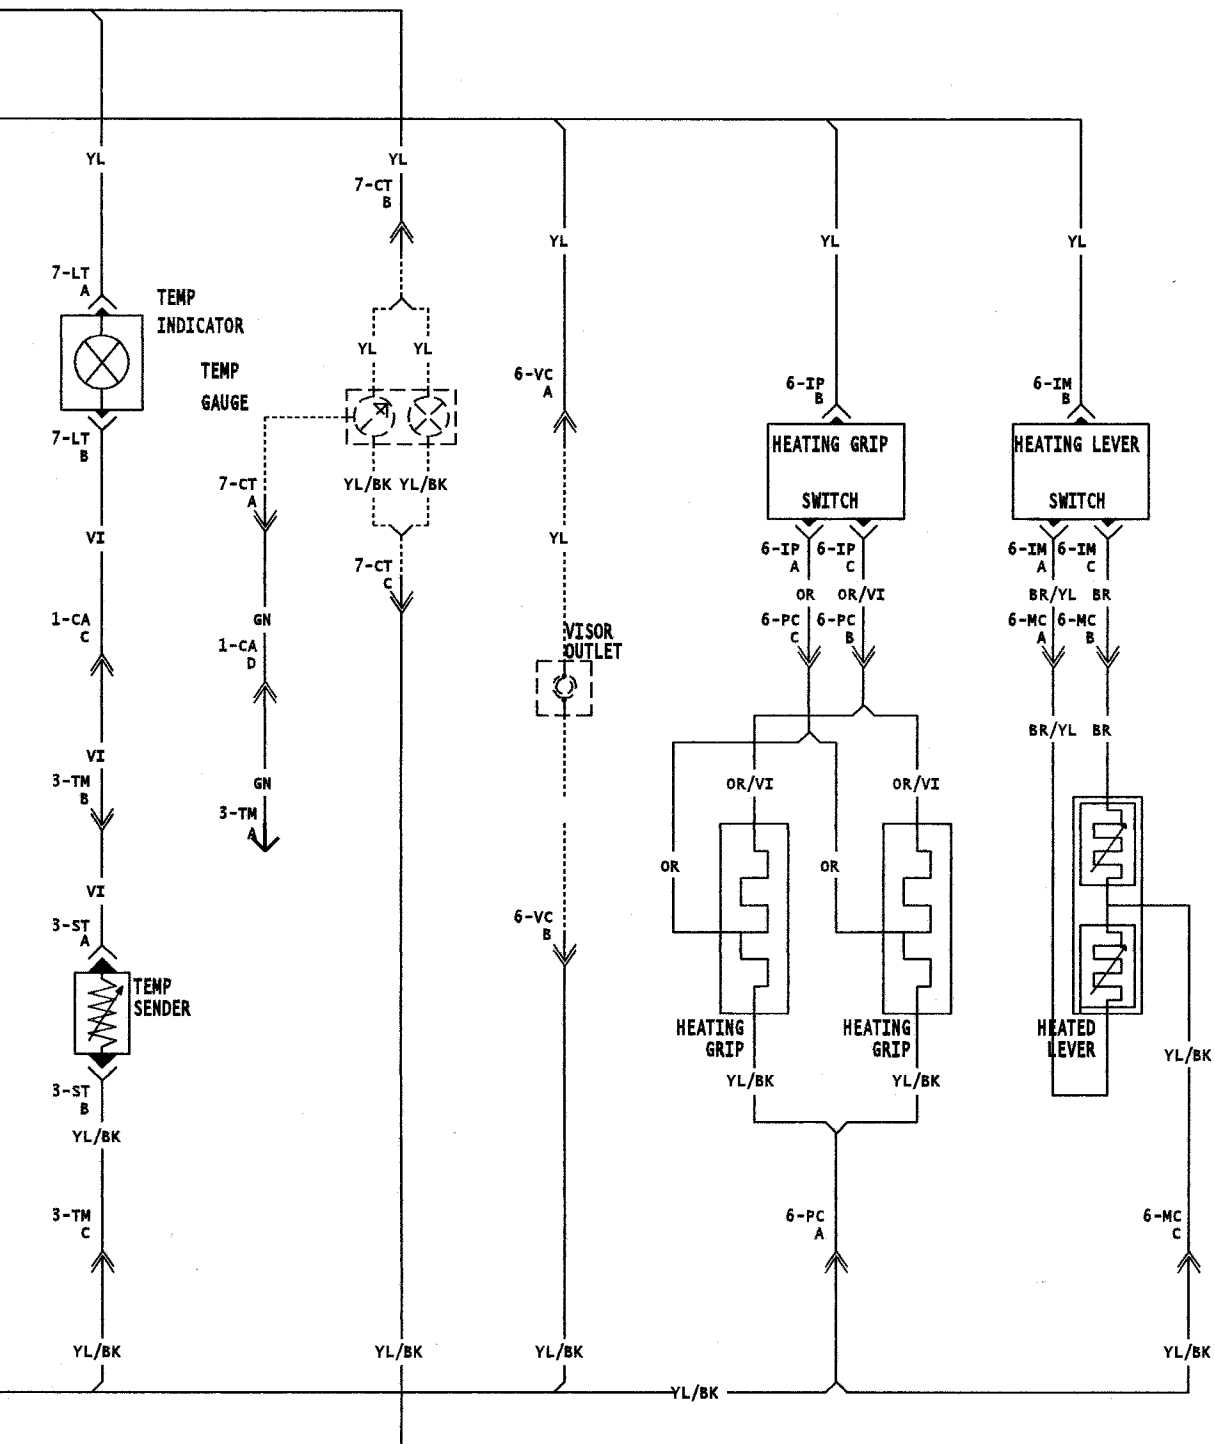 YL
YL
7-CT
B
YL
YL
YL
7-LT
A
TEMP
INDICATOR
YL
YL
TEMP
GAUGE
6-VC
A
6-IP
B
6-IM
B
HEATING GRIP
SWITCH
HEATING LEVER
SWITCH
7-LT
B
7-CT
A
YL/BK
YL/BK
VI
YL
6-IP
A
6-IP
C
6-IM
A
6-IM
C
7-CT
C
OR
OR/VI
BR/YL
BR
1-CA
C
GN
1-CA
D
VISOR
OUTLET
6-PC
C
6-PC
B
6-MC
A
6-MC
B
BR/YL
BR
VI
3-TM
B
GN
3-TM
A
OR/VI
OR/VI
OR
OR
VI
3-ST
A
6-VC
B
TEMP
SENDER
HEATING
GRIP
HEATING
GRIP
HEATED
LEVER
YL/BK
YL/BK
YL/BK
3-ST
B
YL/BK
3-TM
C
6-PC
A
6-MC
C
YL/BK
YL/BK
YL/BK
YL/BK
YL/BK